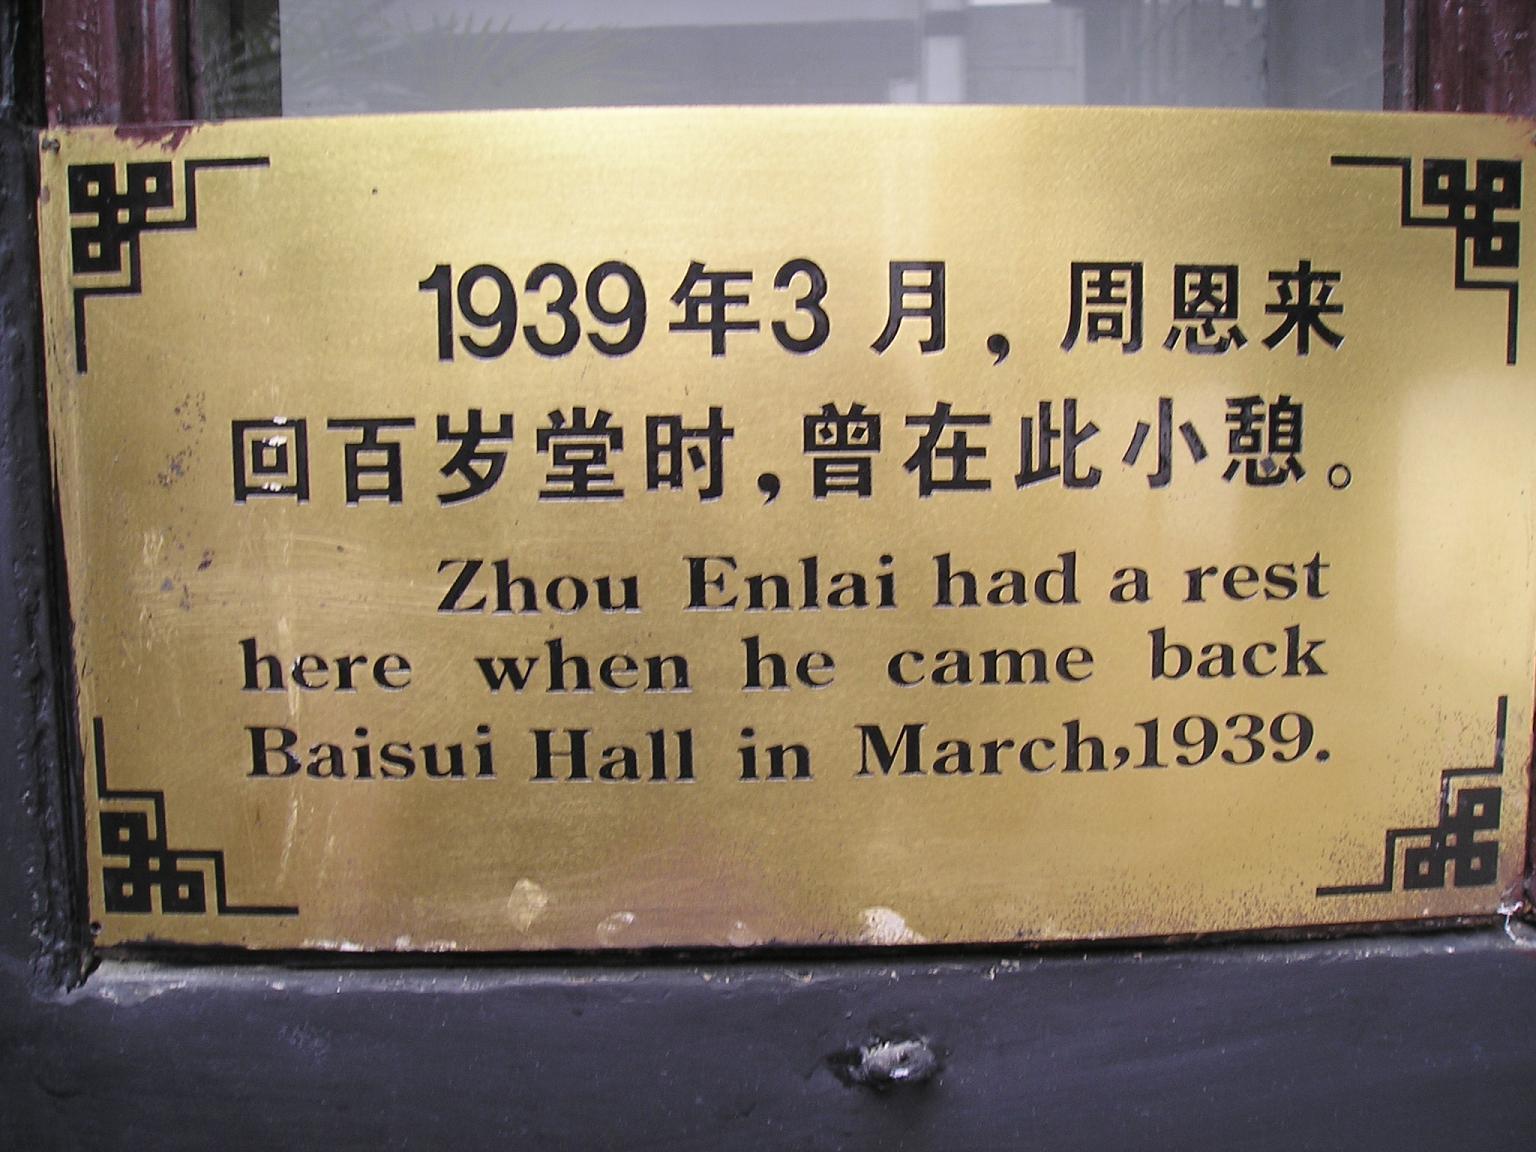 1939年3月，周恩来
回百岁堂时，曾在此小憩。
Zhou Enlai had a rest
here when he came back
Baisui Hall in March,1939.